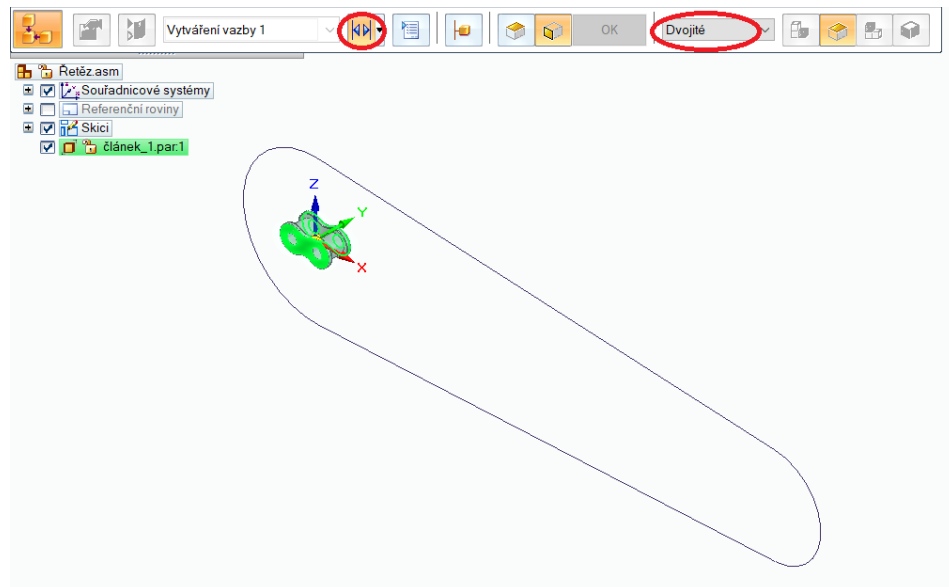 Vytváření vazby 1
OK
Dvojité
Řetěz.asm
Souřadnicové systémy
Referenční roviny
Skici
článek_1.par:1
Z
Y
X